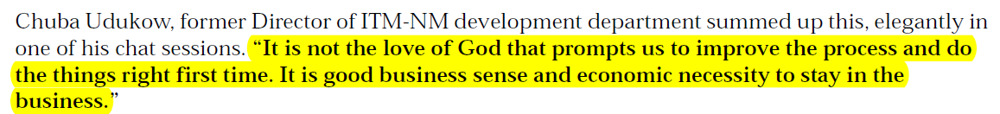 Chuba Udukow, former Director of ITM-NM development department summed up this, elegantly in
one of his chat sessions. “It is not the love of God that prompts us to improve the process and do
the things right first time. It is good business sense and economic necessity to stay in the
business.”